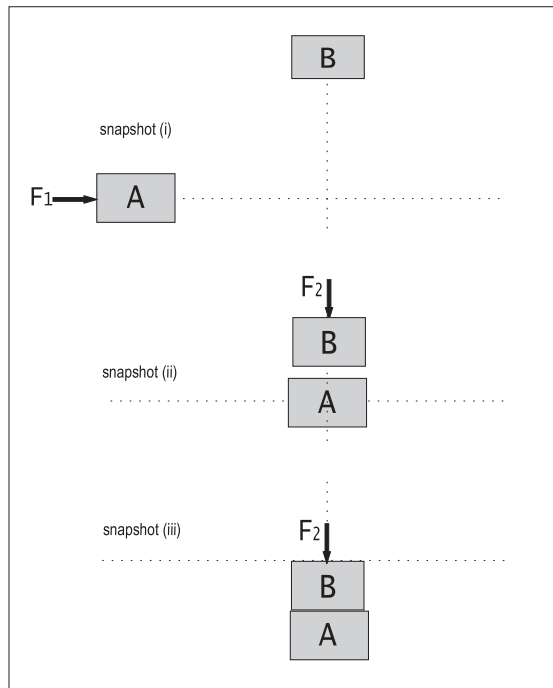 B
snapshot (i)
F1 A
F2
B
snapshot (ii)
A
snapshot (iii)
F2
B
A